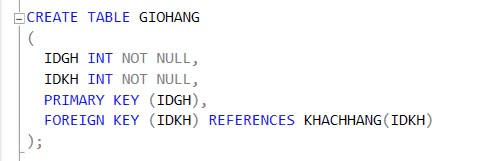 CREATE TABLE GIOHANG
(
IDGH INT NOT NULL,
IDKH INT NOT NULL,
PRIMARY KEY (IDGH),
FOREIGN KEY (IDKH) REFERENCES KHACHHANG(IDKH)
);